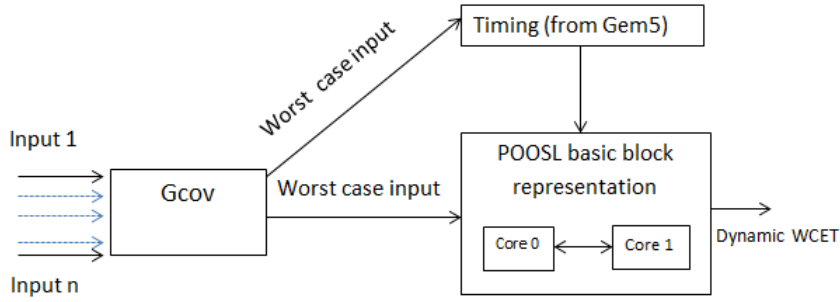 Timing (from Gem5)
Worst case input
Input 1
Gcov
Worst case input
POOSL basic block
representation
Core 0
Core 1
Dynamic WCET
Input n